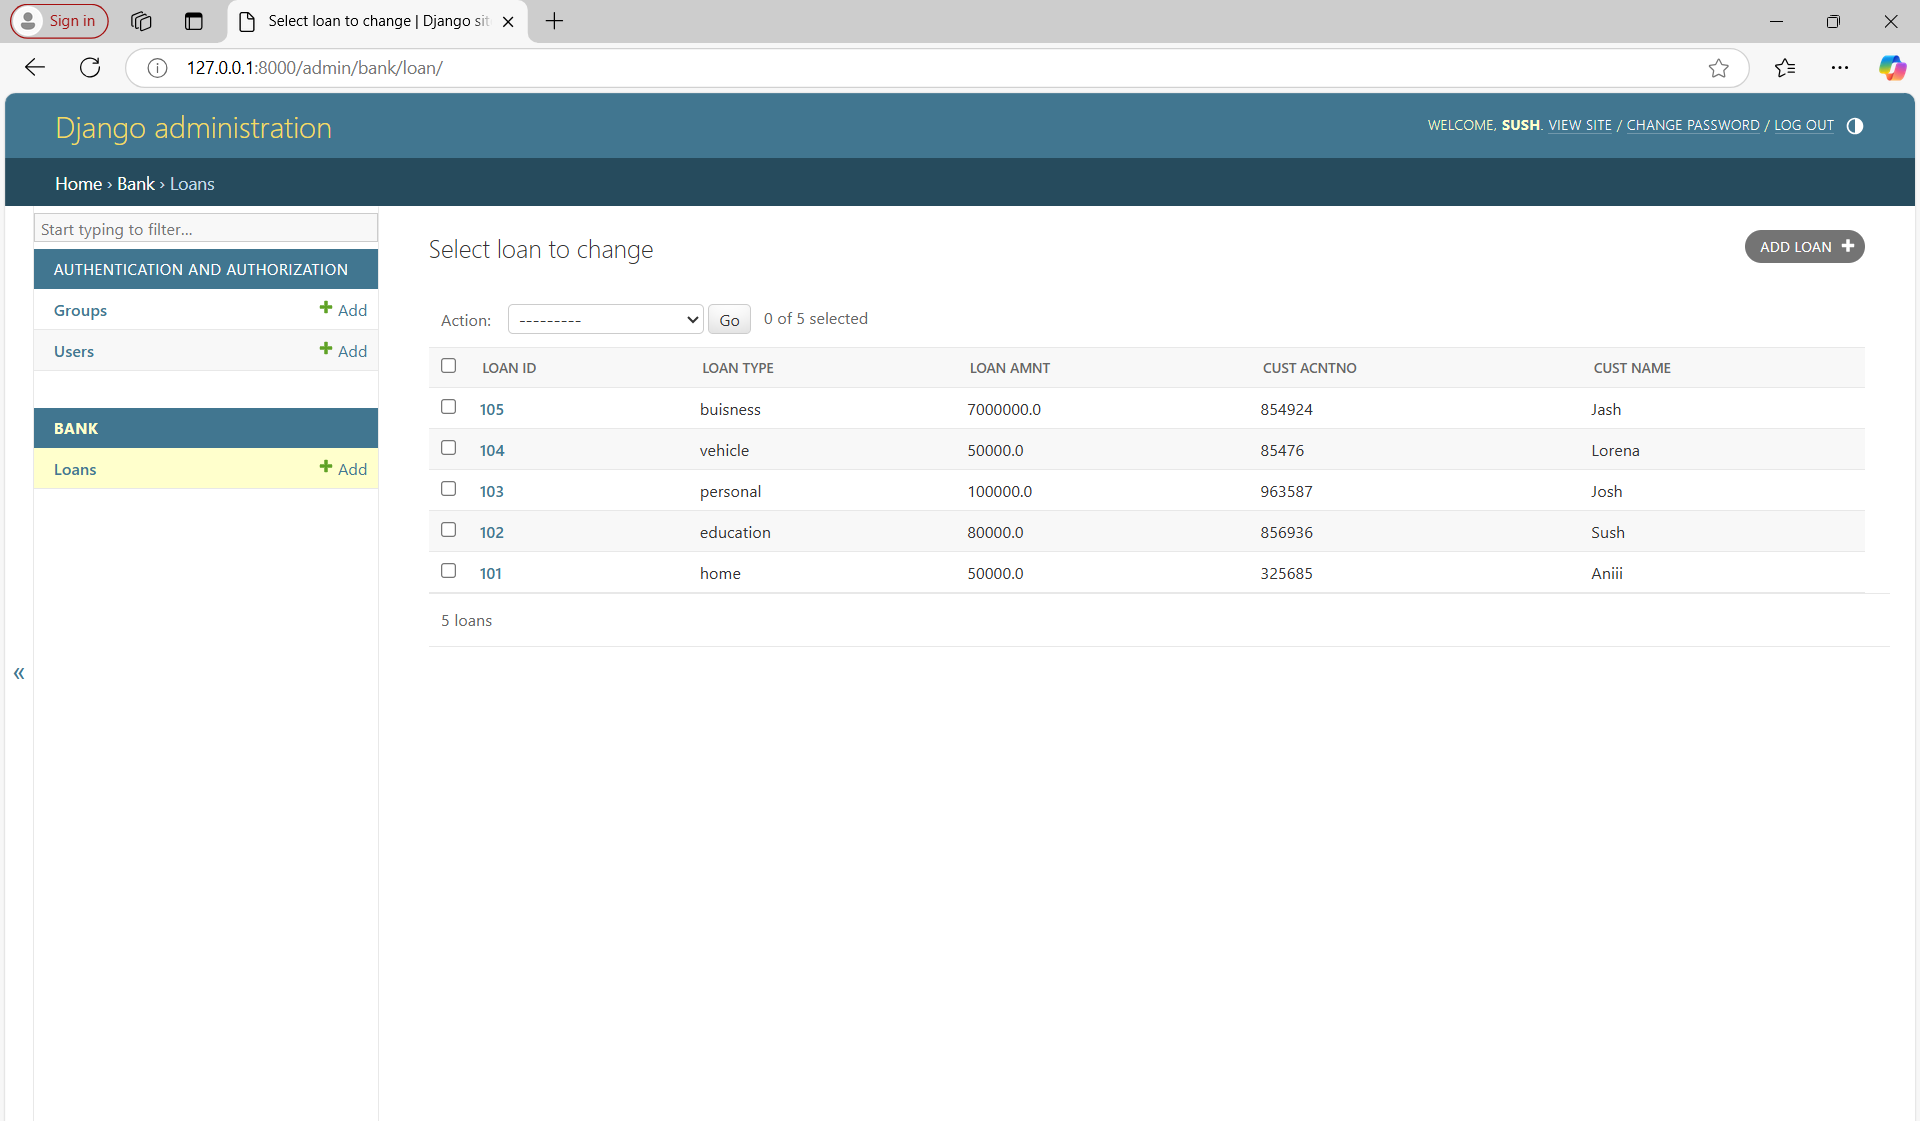 Sign in
Select loan to change | Django sit
127.0.0.1:8000/admin/bank/loan/
Django administration
WELCOME, SUSH. VIEW SITE / CHANGE PASSWORD / LOG OUT
Home › Bank › Loans
Start typing to filter...
AUTHENTICATION AND AUTHORIZATION
Groups Add
Users Add
BANK
Loans Add
«
Select loan to change
ADD LOAN
Action: --------- Go 0 of 5 selected
LOAN ID LOAN TYPE LOAN AMNT CUST ACNTNO CUST NAME
105 buisness 7000000.0 854924 Jash
104 vehicle 50000.0 85476 Lorena
103 personal 100000.0 963587 Josh
102 education 80000.0 856936 Sush
101 home 50000.0 325685 Aniii
5 loans